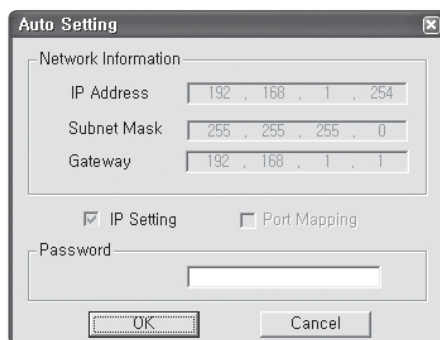 Auto Setting
Network Information
IP Address 192 . 168 . 1 . 254
Subnet Mask 255 . 255 . 255 . 0
Gateway 192 . 168 . 1 . 1
IP Setting Port Mapping
Password
OK Cancel